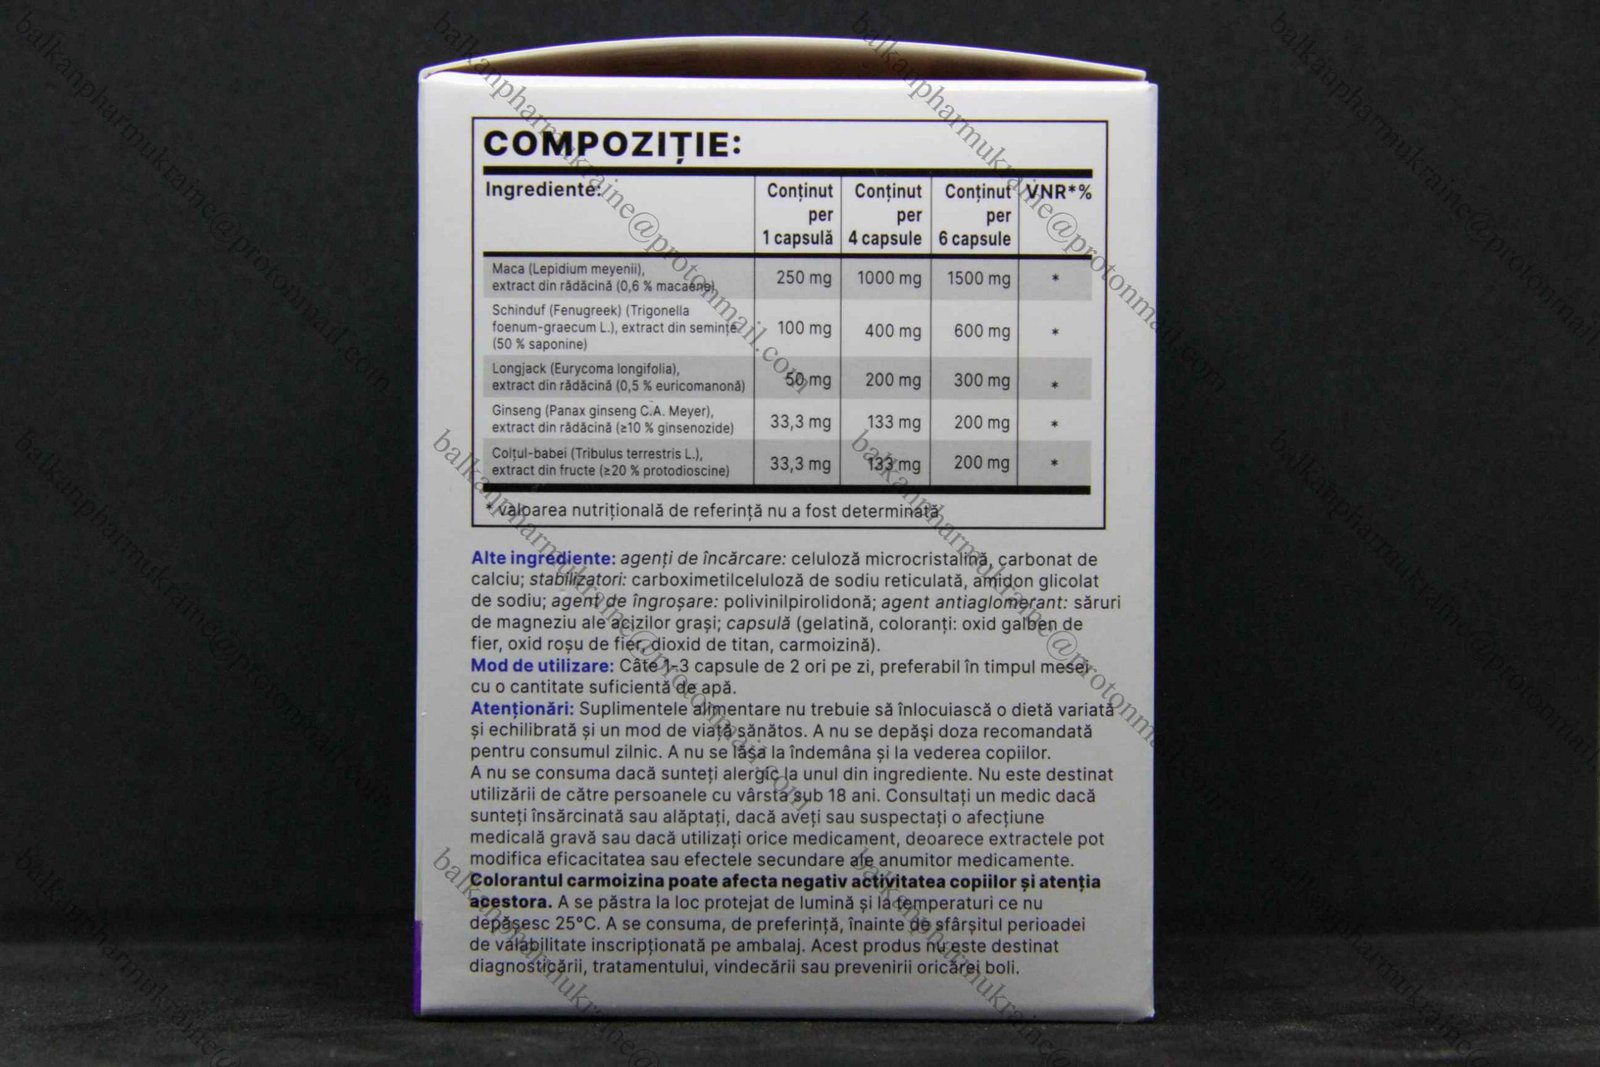 COMPOZIȚIE:
Ingrediente: Conținut per 1 capsulă Conținut per 4 capsule Conținut per 6 capsule VNR*%
Maca (Lepidium meyenii),
extract din rădăcină (0,6 % macaene) 250 mg 1000 mg 1500 mg *
Schinduf (Fenugreek) (Trigonella
foenum-graecum L.), extract din semințe 100 mg 400 mg 600 mg *
(50 % saponine)
Longjack (Eurycoma longifolia),
extract din rădăcină (0,5 % euricomanonă) 50 mg 200 mg 300 mg *
Ginseng (Panax ginseng C.A. Meyer),
extract din rădăcină (≥10 % ginsenozide) 33,3 mg 133 mg 200 mg *
Colțul-babei (Tribulus terrestris L.),
extract din fructe (≥20 % protodioscine) 33,3 mg 133 mg 200 mg *
* valoarea nutrițională de referință nu a fost determinată
Alte ingrediente: agenți de încărcare: celuloză microcristalină, carbonat de
calciu; stabilizatori: carboximetilceluloză de sodiu reticulată, amidon glicolat
de sodiu; agent de îngroșare: polivinilpirolidonă; agent antiaglomerant: săruri
de magneziu ale acizilor grași; capsulă (gelatină, coloranți: oxid galben de
fier, oxid roșu de fier, dioxid de titan, carmoizină).
Mod de utilizare: Câte 1-3 capsule de 2 ori pe zi, preferabil în timpul mesei
cu o cantitate suficientă de apă.
Atenționări: Suplimentele alimentare nu trebuie să înlocuiască o dietă variată
și echilibrată și un mod de viață sănătos. A nu se depăşi doza recomandată
pentru consumul zilnic. A nu se lăsa la îndemâna și la vederea copiilor.
A nu se consuma dacă sunteți alergic la unul din ingrediente. Nu este destinat
utilizării de către persoanele cu vârsta sub 18 ani. Consultați un medic dacă
sunteți însărcinată sau alăptați, dacă aveți sau suspectați o afecțiune
medicală gravă sau dacă utilizați orice medicament, deoarece extractele pot
modifica eficacitatea sau efectele secundare ale anumitor medicamente.
Colorantul carmoizina poate afecta negativ activitatea copiilor și atenția
acestora. A se păstra la loc protejat de lumină și la temperaturi ce nu
depășesc 25°C. A se consuma, de preferință, înainte de sfârșitul perioadei
de valabilitate inscripționată pe ambalaj. Acest produs nu este destinat
diagnosticării, tratamentului, vindecării sau prevenirii oricărei boli.
balkanpharmukraine@protonmail.com